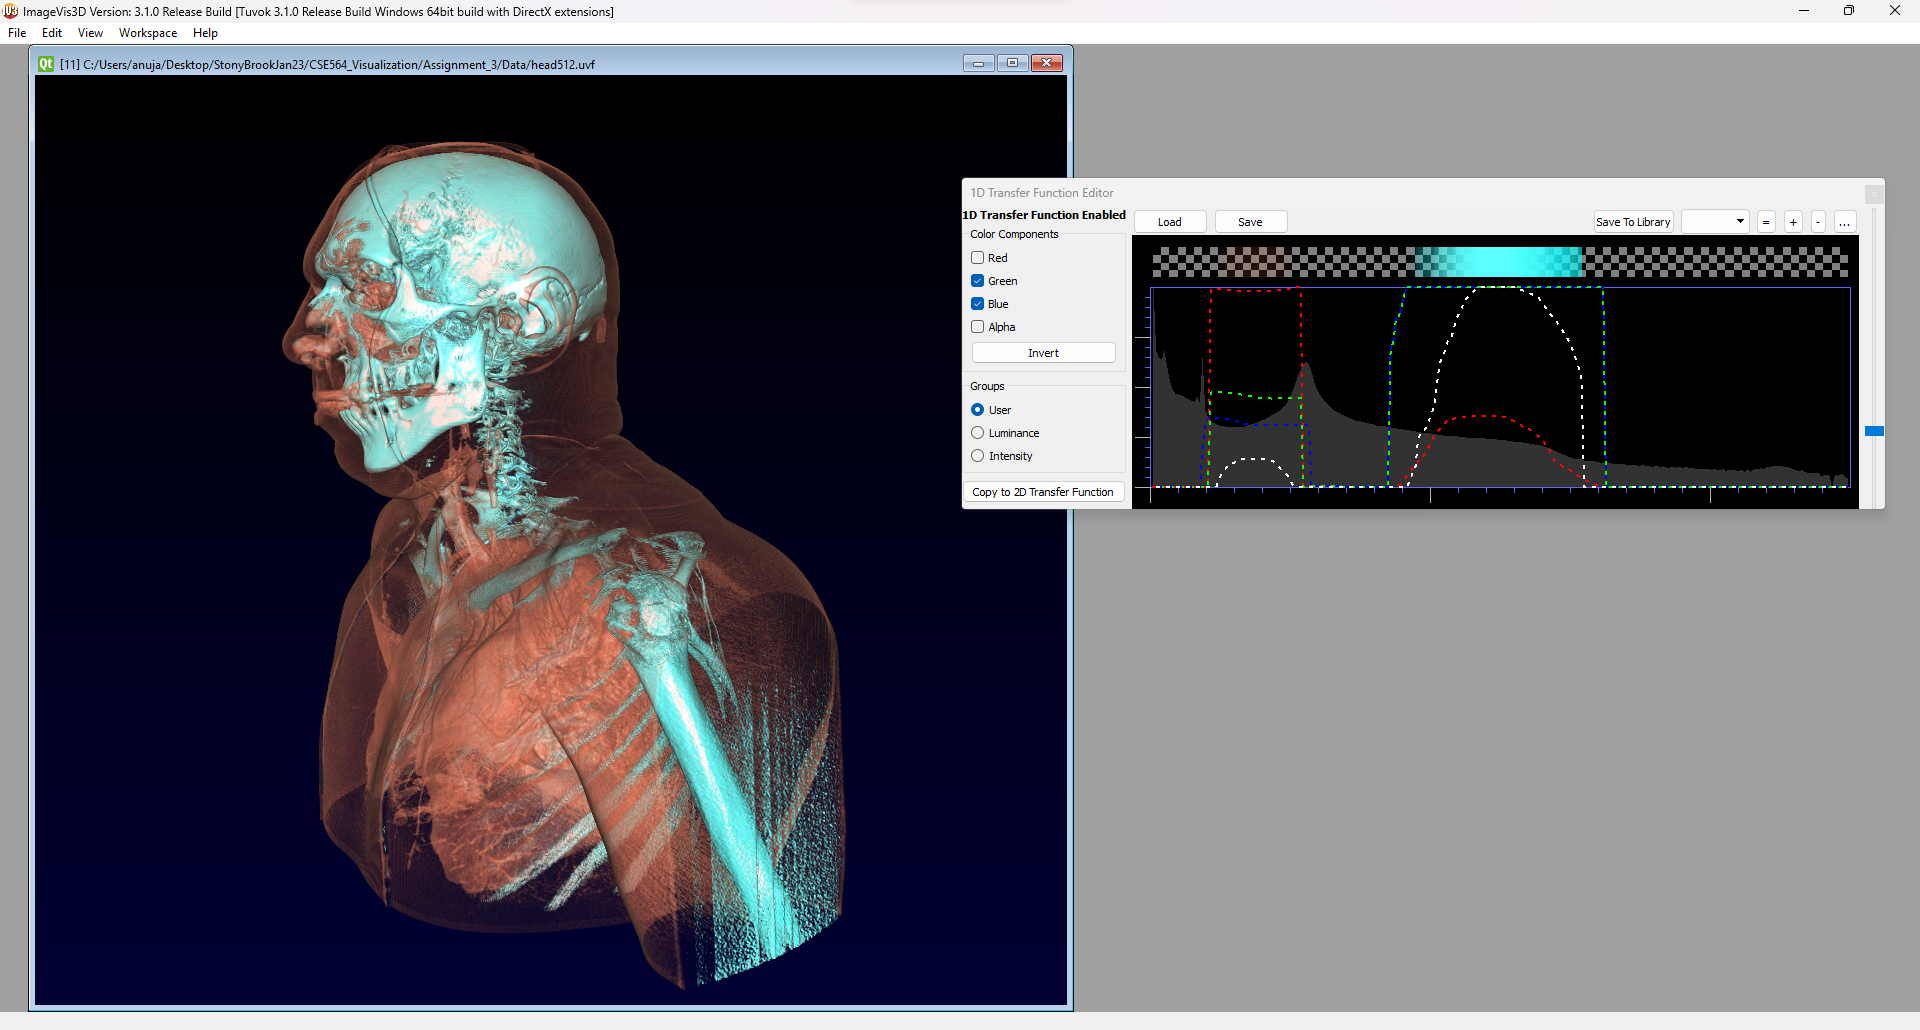 ImageVis3D Version: 3.1.0 Release Build [Tuvok 3.1.0 Release Build Windows 64bit build with DirectX extensions]
File Edit View Workspace Help
Qt [11] C:/Users/anuja/Desktop/StonyBrookJan23/CSE564_Visualization/Assignment_3/Data/head512.uvf
1D Transfer Function Editor
1D Transfer Function Enabled
Load Save Save To Library = + - ...
Color Components
Red
Green
Blue
Alpha
Invert
Groups
User
Luminance
Intensity
Copy to 2D Transfer Function